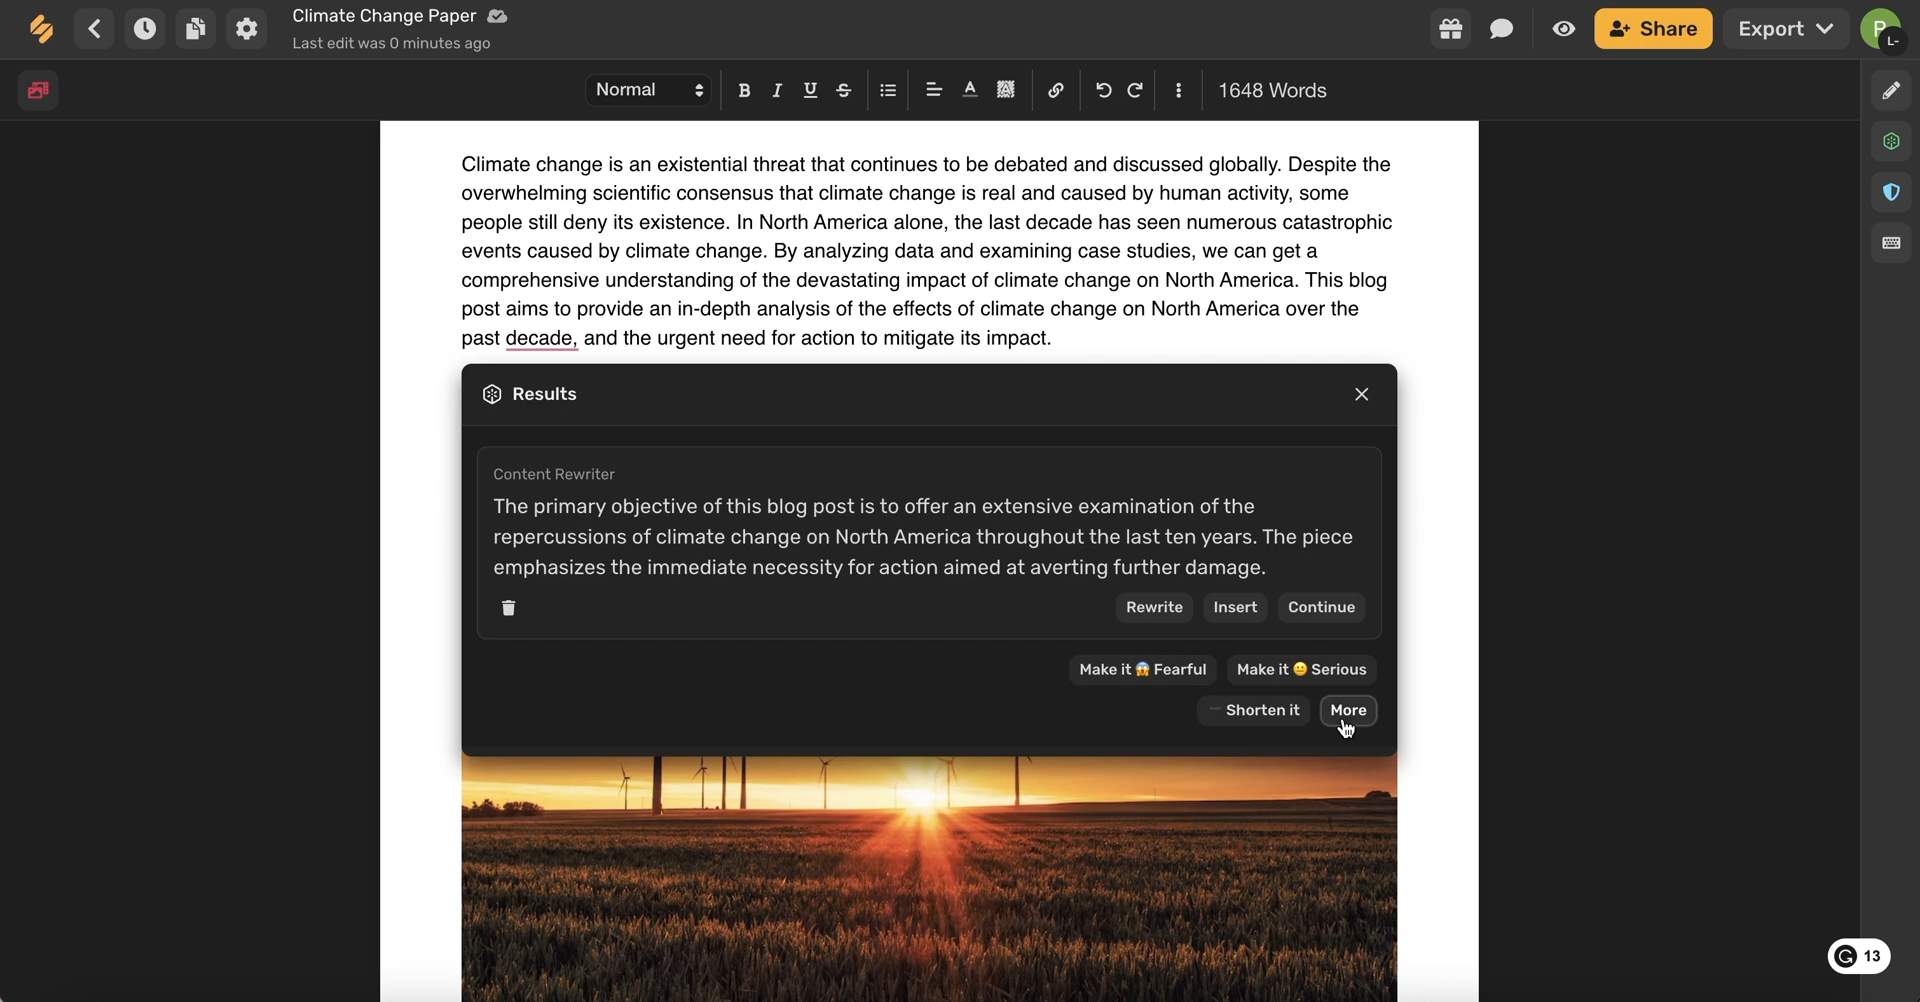 Climate Change Paper
Last edit was 0 minutes ago
Share
Export
L-
Normal
B I U S
A
1648 Words
Climate change is an existential threat that continues to be debated and discussed globally. Despite the
overwhelming scientific consensus that climate change is real and caused by human activity, some
people still deny its existence. In North America alone, the last decade has seen numerous catastrophic
events caused by climate change. By analyzing data and examining case studies, we can get a
comprehensive understanding of the devastating impact of climate change on North America. This blog
post aims to provide an in-depth analysis of the effects of climate change on North America over the
past decade, and the urgent need for action to mitigate its impact.
Results
Content Rewriter
The primary objective of this blog post is to offer an extensive examination of the
repercussions of climate change on North America throughout the last ten years. The piece
emphasizes the immediate necessity for action aimed at averting further damage.
Rewrite Insert Continue
Make it 😱 Fearful Make it 😐 Serious
Shorten it More
13